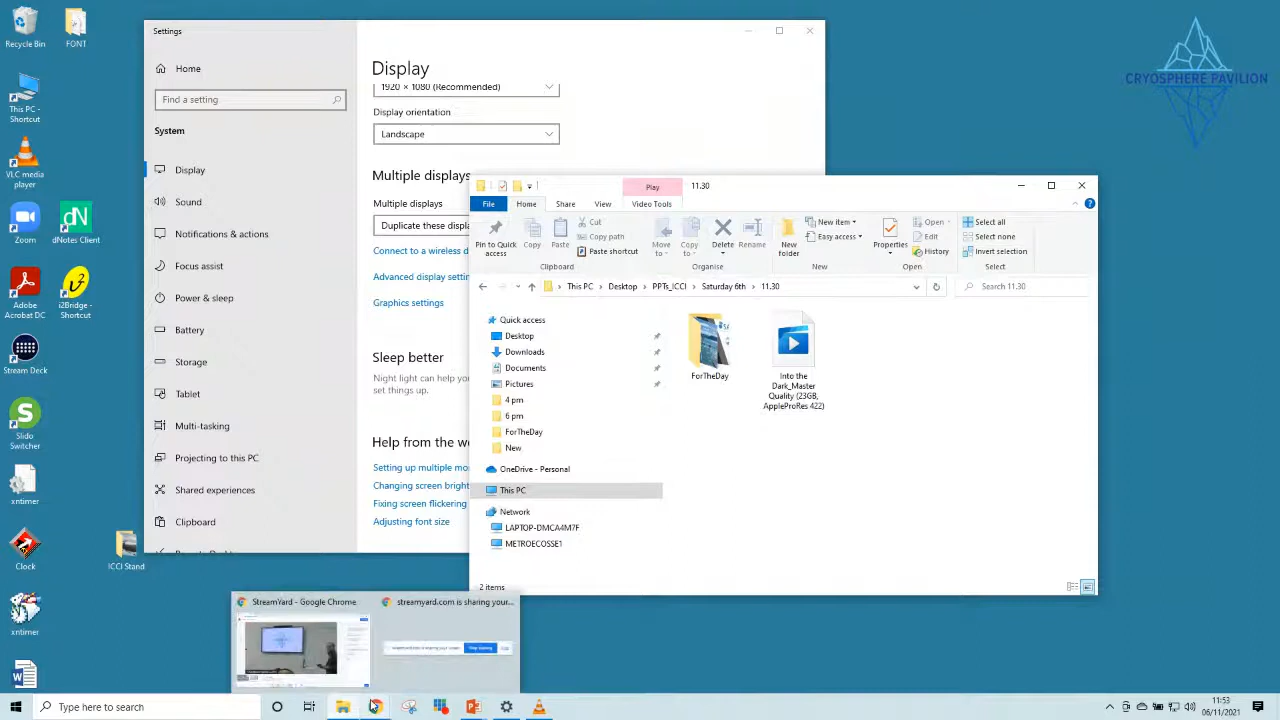 Recycle Bin
FONT
This PC - Shortcut
VLC media player
Zoom
dNotes Client
Adobe Acrobat DC
i2Bridge - Shortcut
Stream Deck
Slido Switcher
xntimer
Clock
ICCI Stand
xntimer
CRYOSPHERE PAVILION
Settings
Home
Find a setting
System
Display
Sound
Notifications & actions
Focus assist
Power & sleep
Battery
Storage
Tablet
Multi-tasking
Projecting to this PC
Shared experiences
Clipboard
Display
1920 × 1080 (Recommended)
Display orientation
Landscape
Multiple displays
Multiple displays
Duplicate these displa
Connect to a wireless d
Advanced display settin
Graphics settings
Sleep better
Night light can help you
set things up.
Help from the we
Setting up multiple mo
Changing screen bright
Fixing screen flickering
Adjusting font size
Play
11.30
File
Home
Share
View
Video Tools
Pin to Quick access
Copy
Paste
Cut
Copy path
Paste shortcut
Clipboard
Move to
Copy to
Delete
Rename
Organise
New folder
New item
Easy access
New
Properties
Open
Edit
History
Open
Select all
Select none
Invert selection
Select
This PC
Desktop
PPTs_ICCI
Saturday 6th
11.30
Search 11.30
Quick access
Desktop
Downloads
Documents
Pictures
4 pm
6 pm
ForTheDay
New
OneDrive - Personal
This PC
Network
LAPTOP-DMCA4M7F
METROECOSSE1
ForTheDay
Into the
Dark_Master
Quality (23GB,
AppleProRes 422)
2 items
StreamYard - Google Chrome
streamyard.com is sharing your...
Type here to search
11:53
06/11/2021